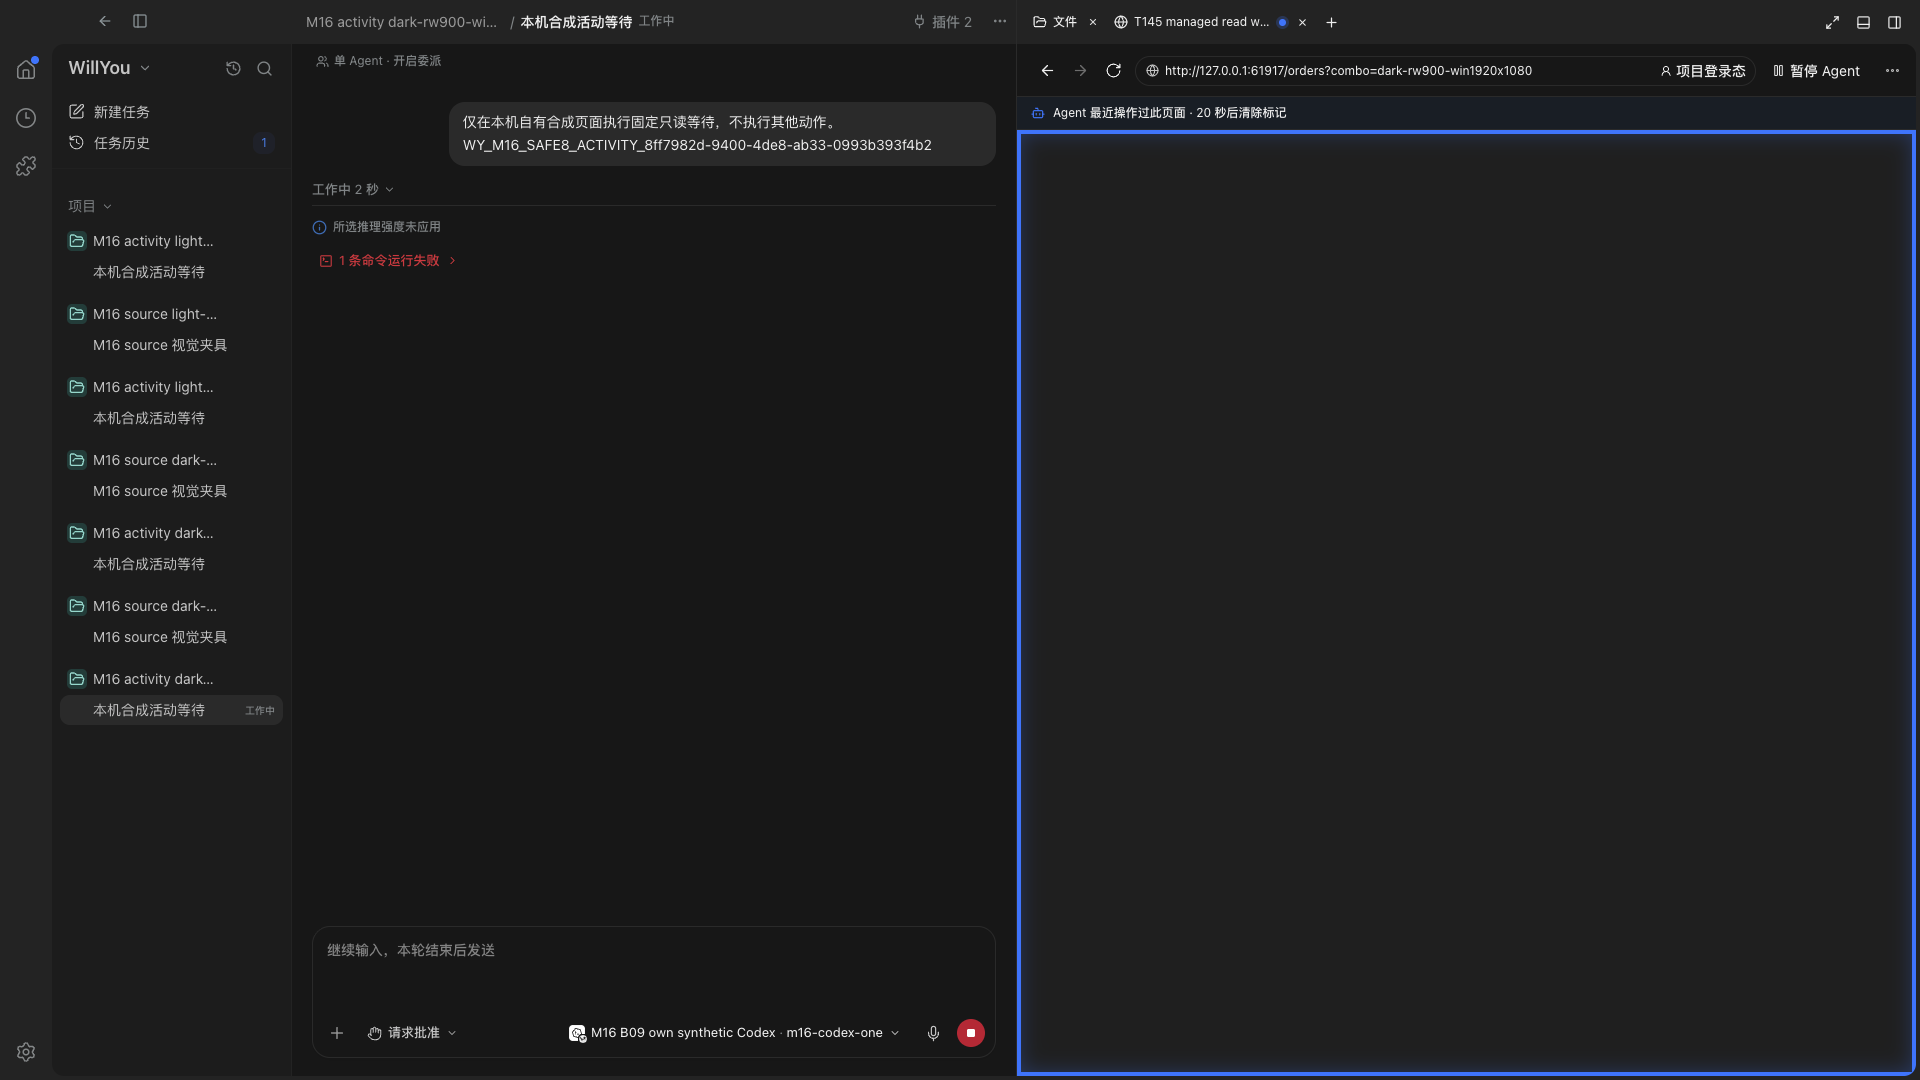 M16 activity dark-rw900-wi... / 本机合成活动等待 工作中
插件 2
文件
T145 managed read w...
WillYou
新建任务
任务历史 1
项目
M16 activity light...
本机合成活动等待
M16 source light-...
M16 source 视觉夹具
M16 activity light...
本机合成活动等待
M16 source dark-...
M16 source 视觉夹具
M16 activity dark...
本机合成活动等待
M16 source dark-...
M16 source 视觉夹具
M16 activity dark...
本机合成活动等待 工作中
单 Agent · 开启委派
仅在本机自有合成页面执行固定只读等待，不执行其他动作。
WY_M16_SAFE8_ACTIVITY_8ff7982d-9400-4de8-ab33-0993b393f4b2
工作中 2 秒
所选推理强度未应用
1 条命令运行失败
继续输入，本轮结束后发送
请求批准
M16 B09 own synthetic Codex · m16-codex-one
http://127.0.0.1:61917/orders?combo=dark-rw900-win1920x1080
项目登录态
暂停 Agent
Agent 最近操作过此页面 · 20 秒后清除标记